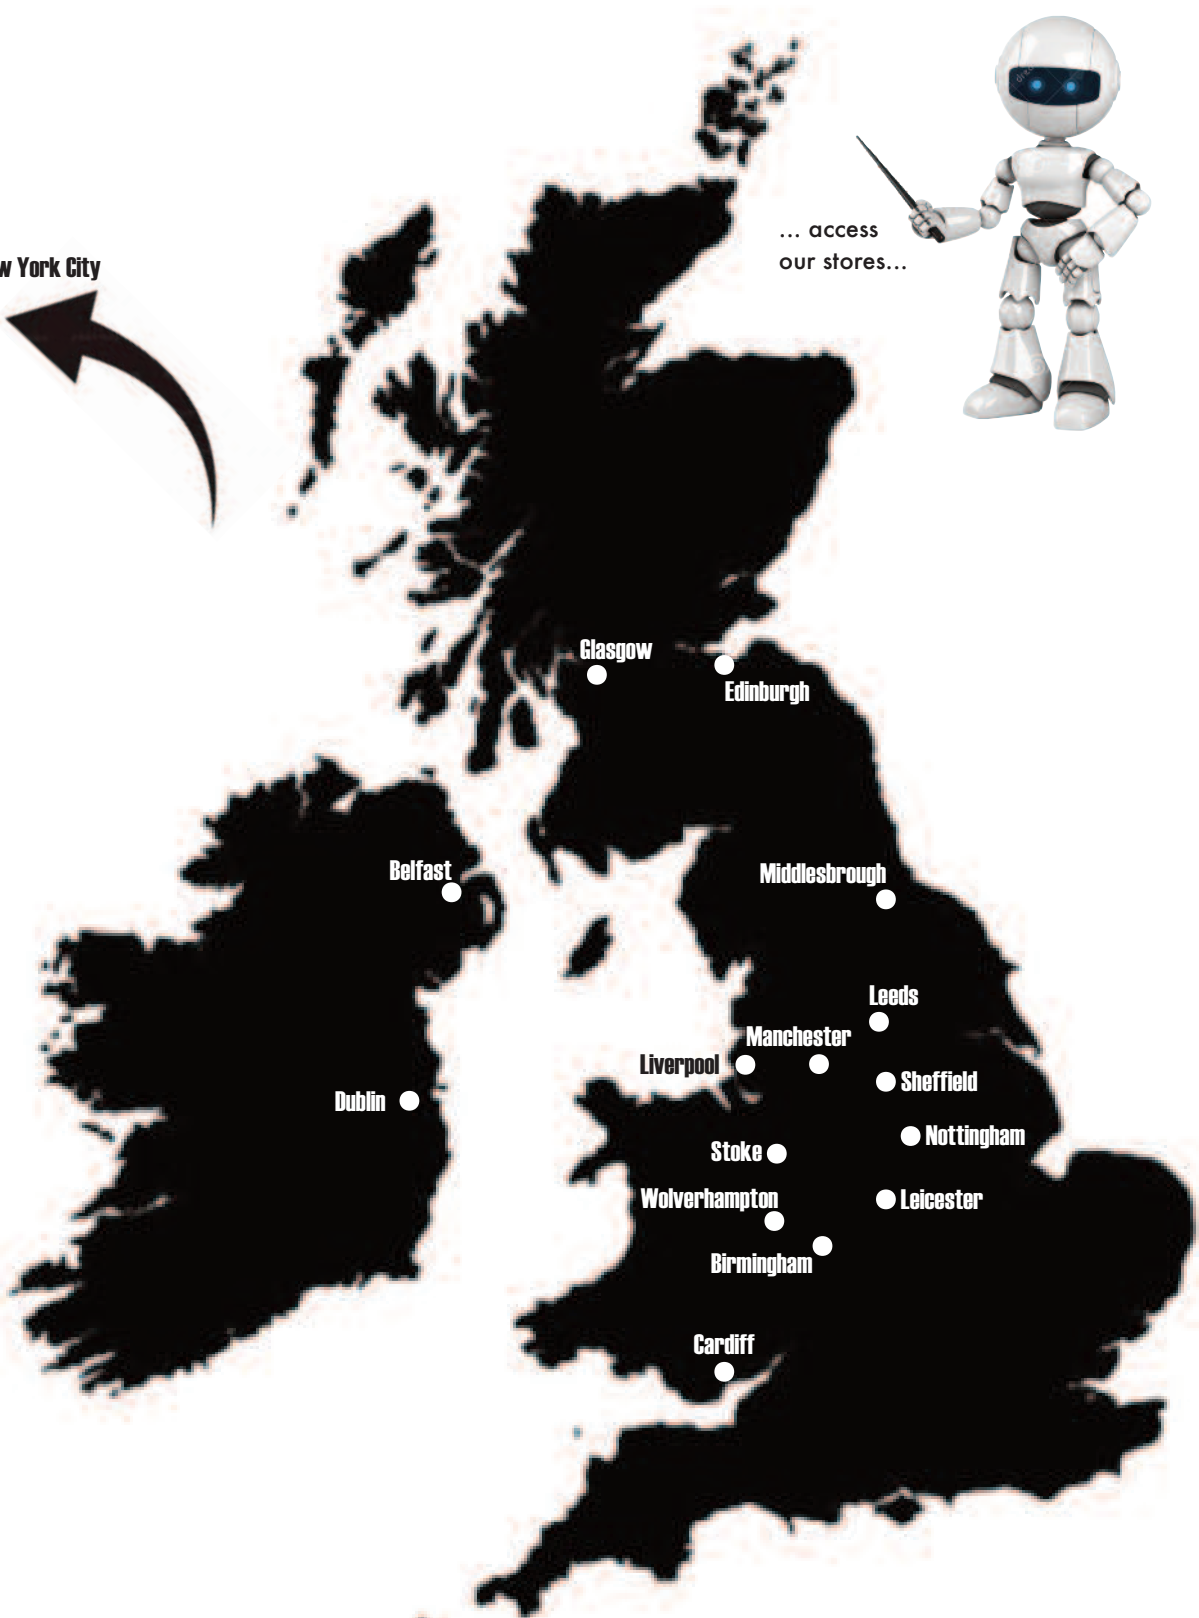 ... access
our stores...
w York City
Glasgow
Edinburgh
Belfast
Middlesbrough
Leeds
Manchester
Liverpool
Sheffield
Dublin
Nottingham
Stoke
Wolverhampton
Leicester
Birmingham
Cardiff